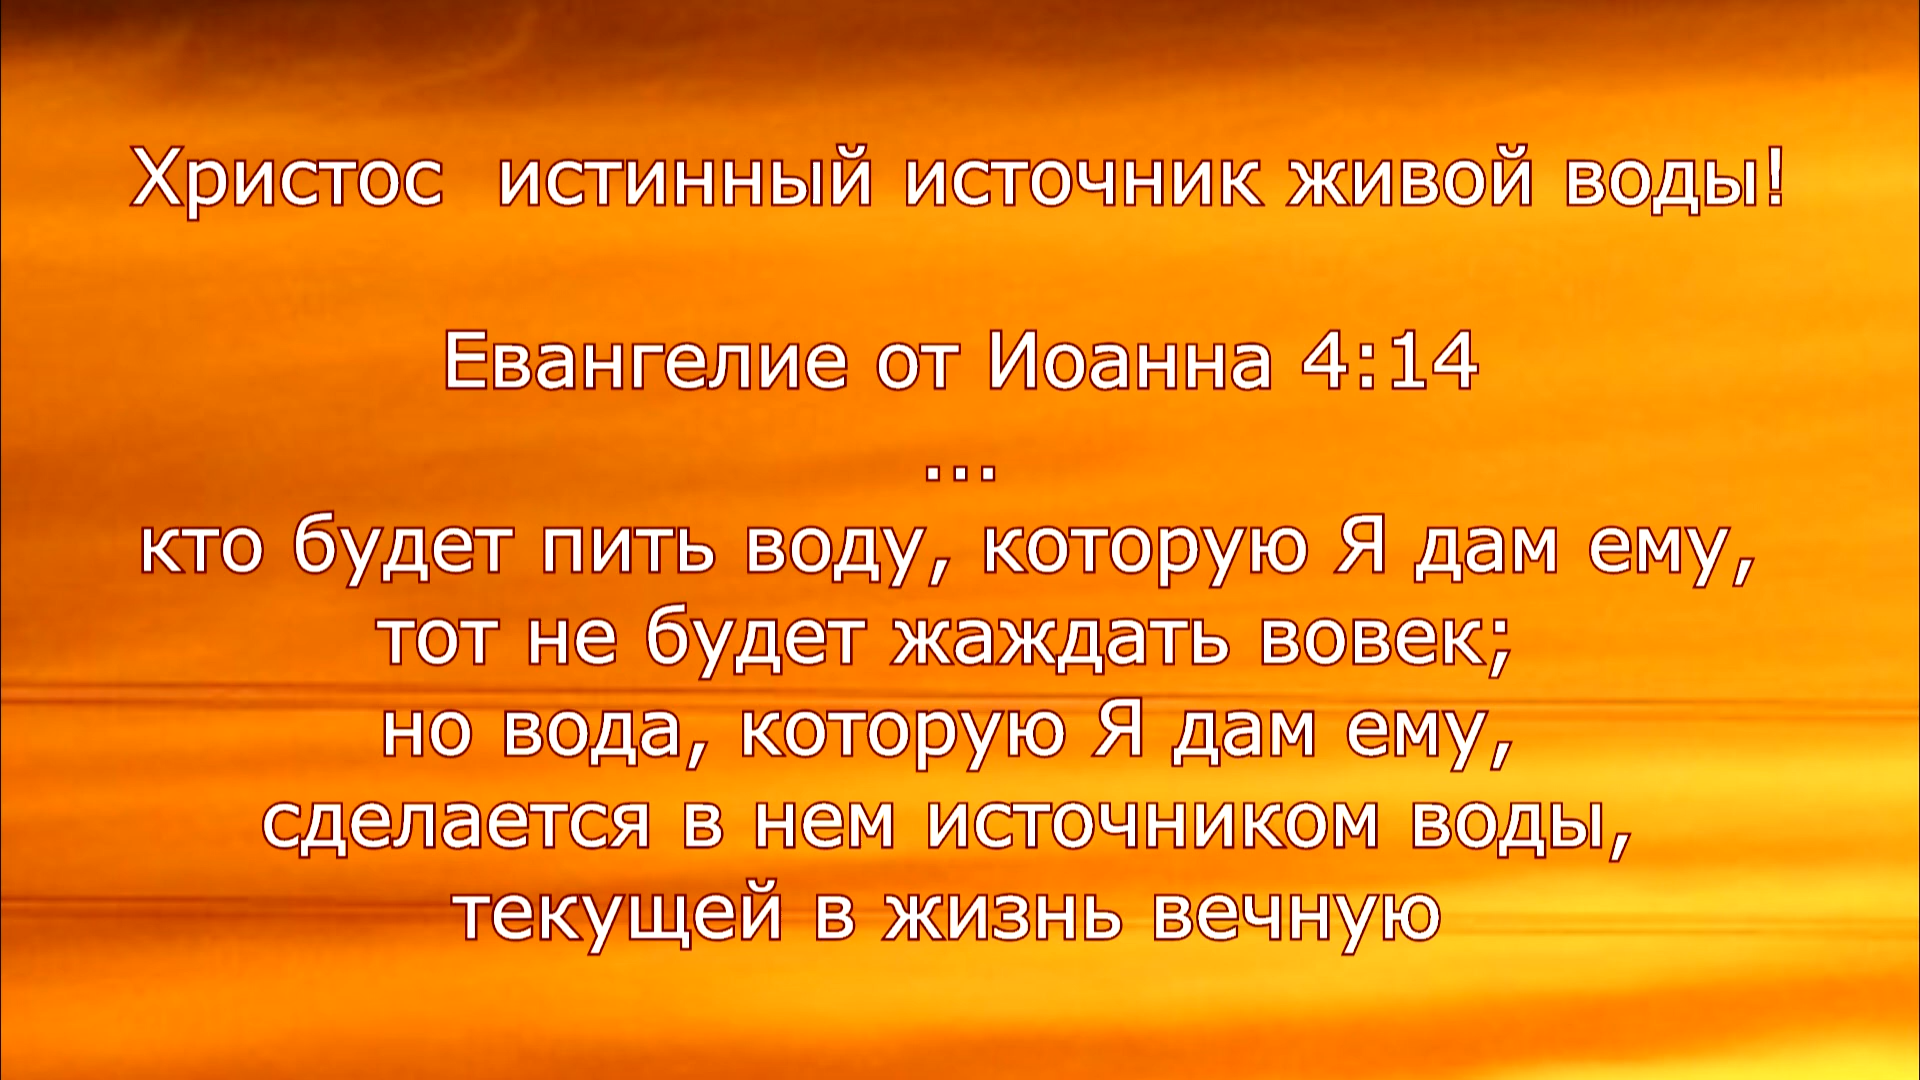 Христос  истинный источник живой воды!
Евангелие от Иоанна 4:14
...
кто будет пить воду, которую Я дам ему,
тот не будет жаждать вовек;
но вода, которую Я дам ему,
сделается в нем источником воды,
текущей в жизнь вечную